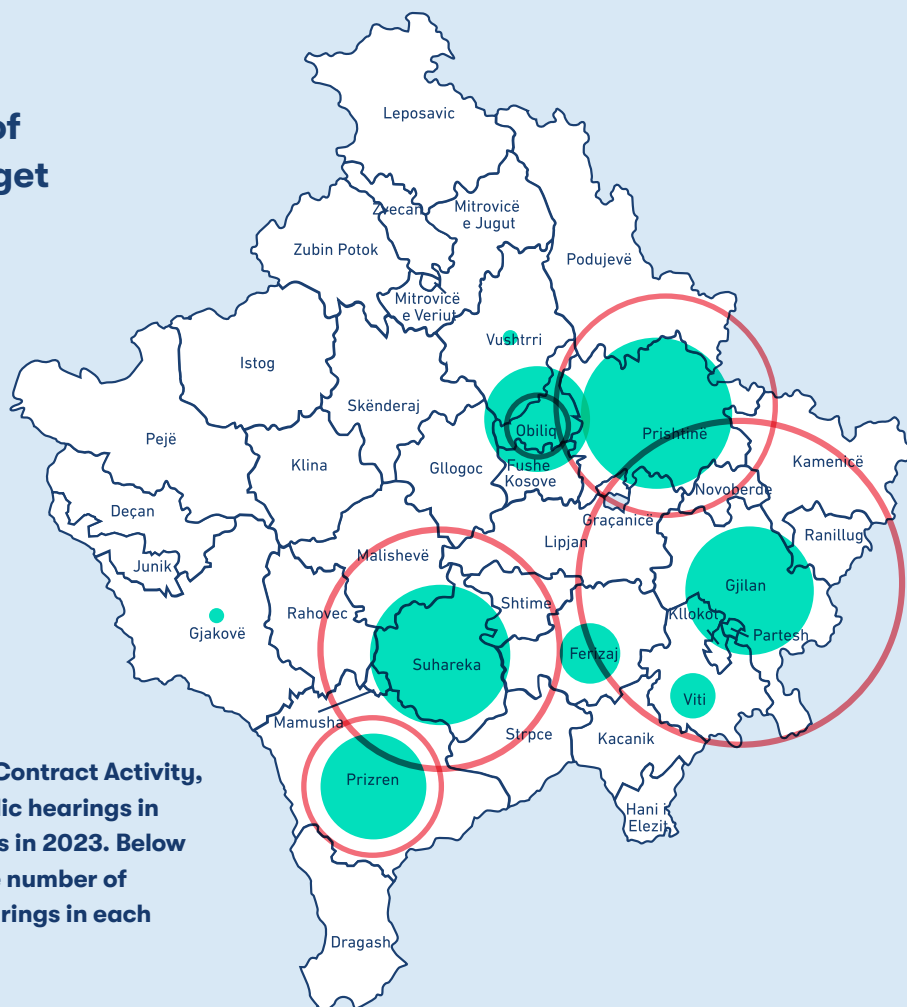 of
get
Leposavic
Zvecan
Mitrovicë
e Jugut
Zubin Potok
Podujevë
Mitrovicë
e Veriut
Vushtrri
Istog
Skënderaj
Pejë
Obiliq
Prishtinë
Klina
Gllogoc
Fushe
Kosove
Kamenicë
Novoberde
Deçan
Graçanicë
Lipjan
Ranillug
Malishevë
Junik
Gjilan
Shtime
Rahovec
Kllokot
Gjakovë
Partesh
Ferizaj
Suhareka
Viti
Mamusha
Strpce
Kacanik
Prizren
Hani i
Elezit
Dragash
Contract Activity,
lic hearings in
s in 2023. Below
e number of
rings in each